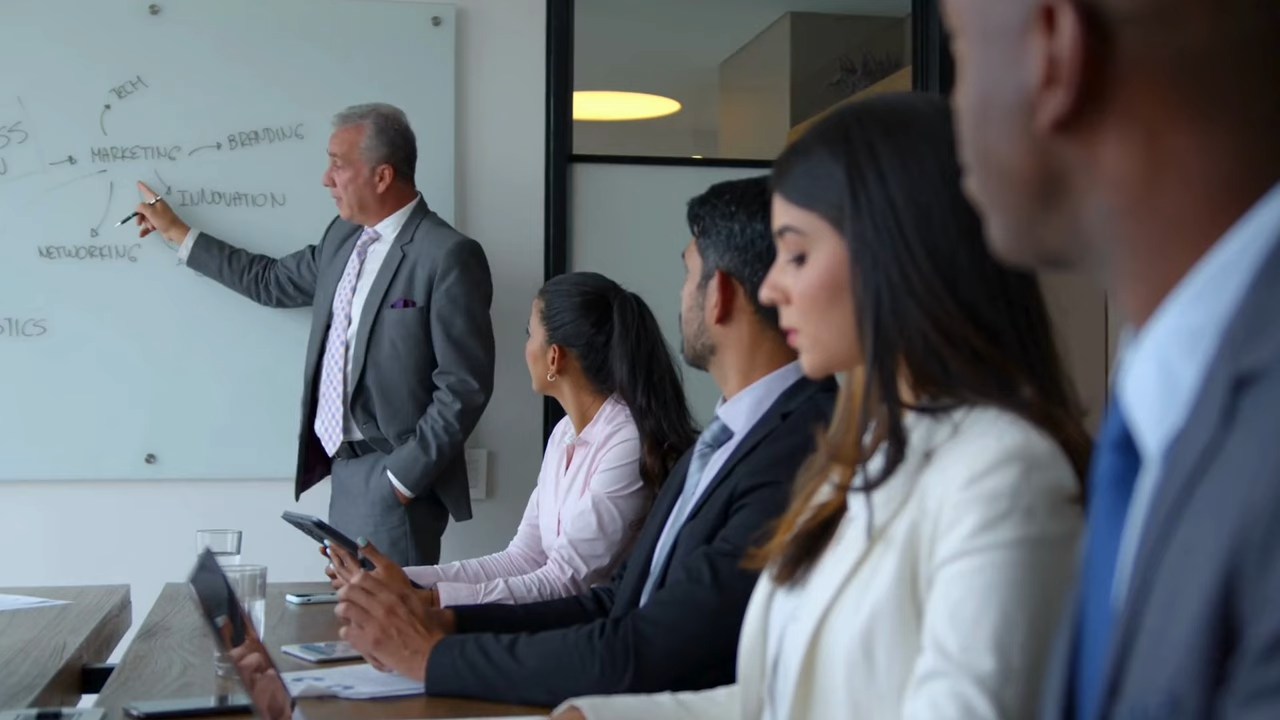 TECH
BRANDING
MARKETING
INNOVATION
NETWORKING